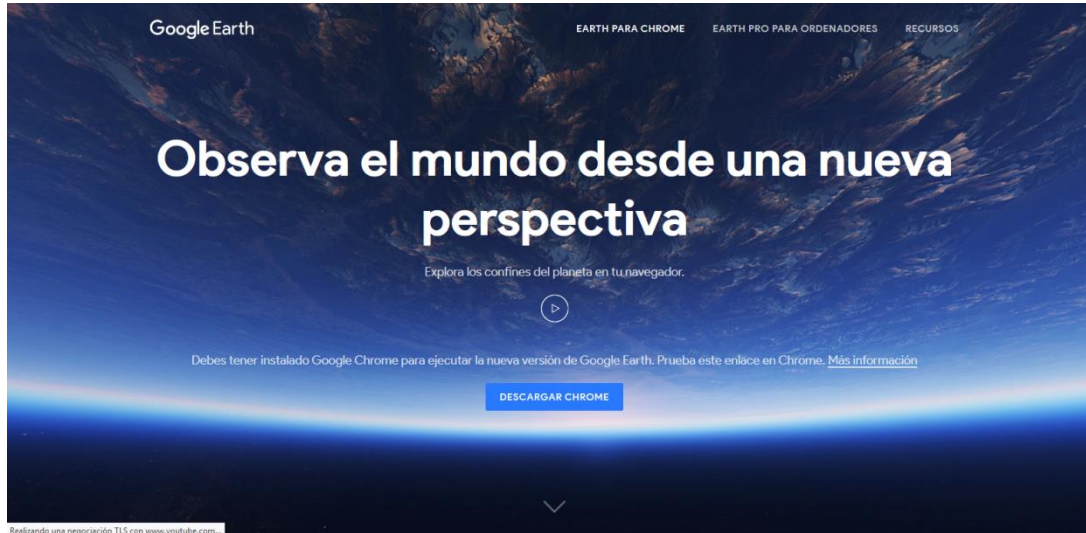 Google Earth
EARTH PARA CHROME
EARTH PRO PARA ORDENADORES
RECURSOS
Observa el mundo desde una nueva
perspectiva
Explora los confines del planeta en tu navegador.
Debes tener instalado Google Chrome para ejecutar la nueva versión de Google Earth. Prueba este enlace en Chrome. Más información
DESCARGAR CHROME
Realizando una negociación TLS con www.youtube.com...